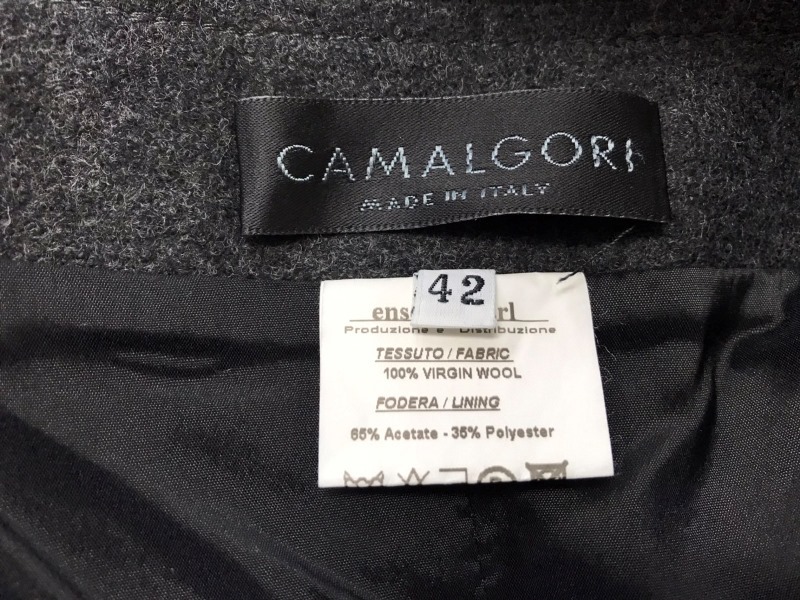 CAMALGORI
MADE IN ITALY
42
Produzione e Distribuzione
TESSUTO / FABRIC
100% VIRGIN WOOL
FODERA / LINING
65% Acetate - 35% Polyester